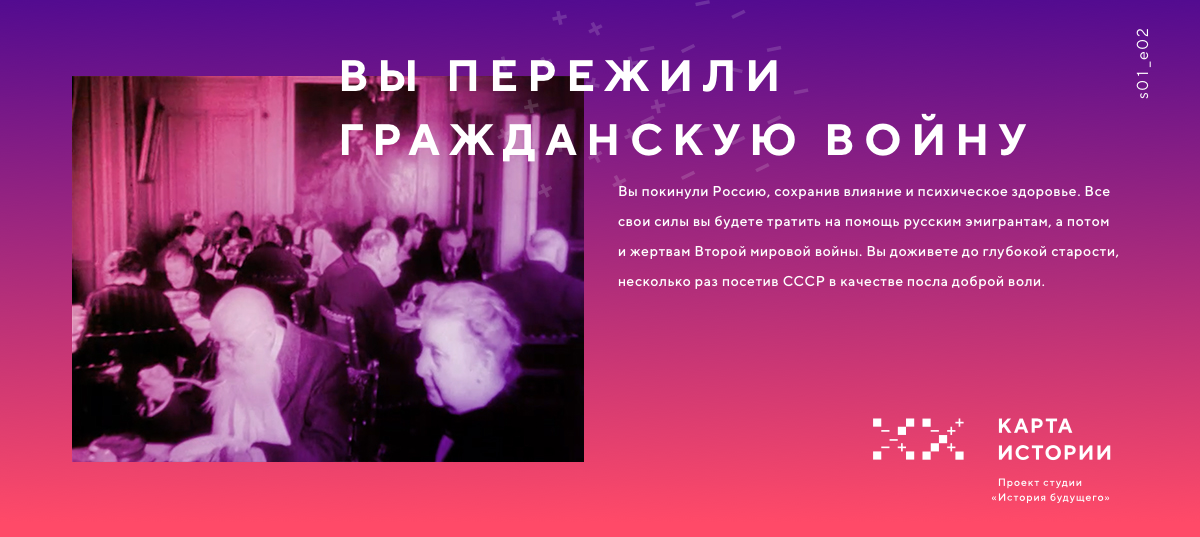 ВЫ ПЕРЕЖИЛИ
ГРАЖДАНСКУЮ ВОЙНУ
s01_e02
Вы покинули Россию, сохранив влияние и психическое здоровье. Все
свои силы вы будете тратить на помощь русским эмигрантам, а потом
и жертвам Второй мировой войны. Вы доживете до глубокой старости,
несколько раз посетив СССР в качестве посла доброй воли.
КАРТА
ИСТОРИИ
Проект студии
«История будущего»